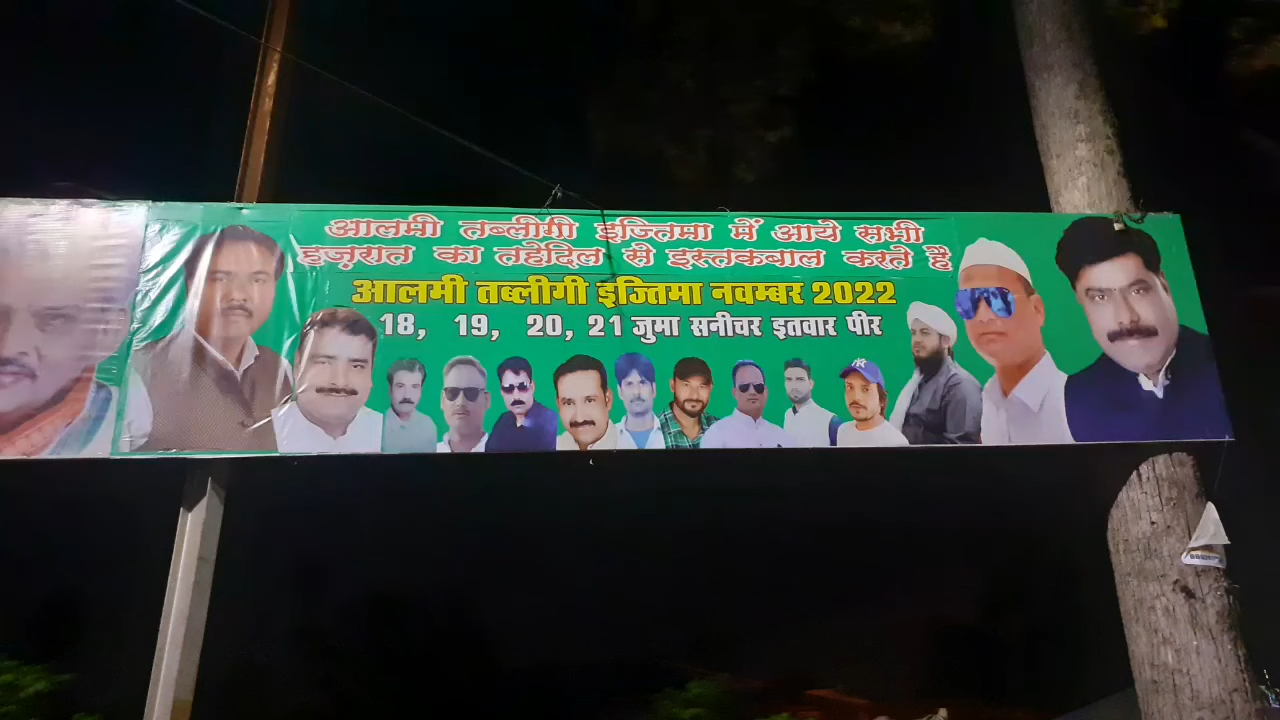 आलमी तब्लीगी इज्तिमा में आये सभी
हज़रात का तहेदिल से इस्तकबाल करते है
आलमी तब्लीगी इज्तिमा नवम्बर 2022
18, 19, 20, 21 जुमा सनीचर इतवार पीर